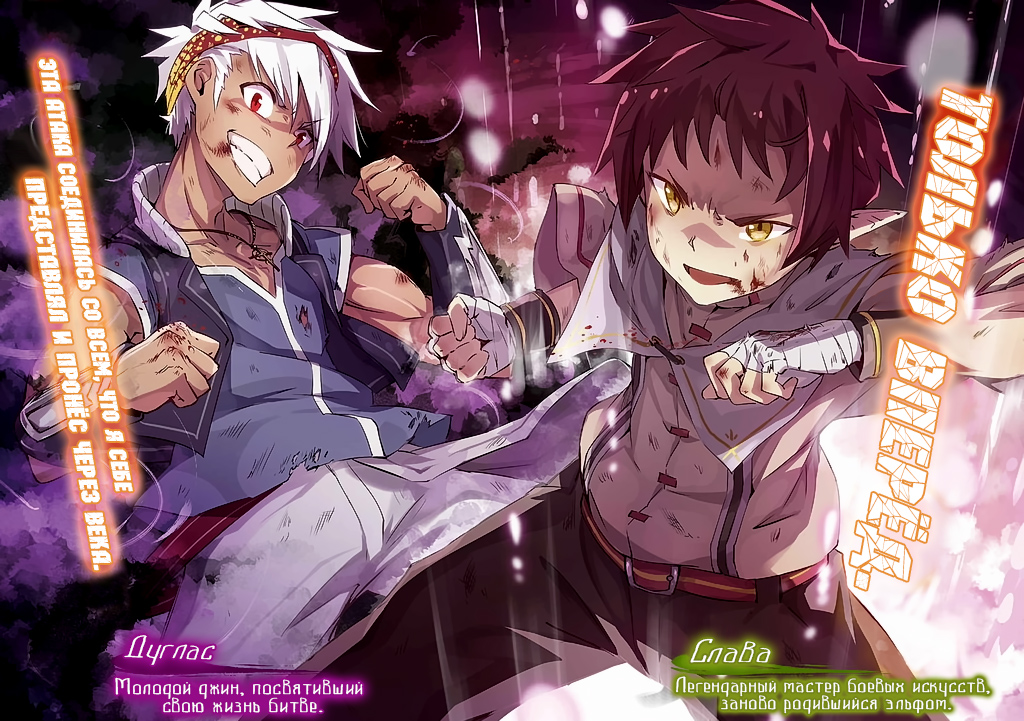 ТОЛЬКО ВПЕРЁД.
ЭТА АТАКА СОЕДИНИЛАСЬ СО ВСЕМ, ЧТО Я СЕБЕ
ПРЕДСТАВЛЯЛ И ПРОНЁС ЧЕРЕЗ ВЕКА.
Дуглас
Молодой джин, посвятивший
свою жизнь битве.
Слава
Легендарный мастер боевых искусств,
заново родившийся эльфом.